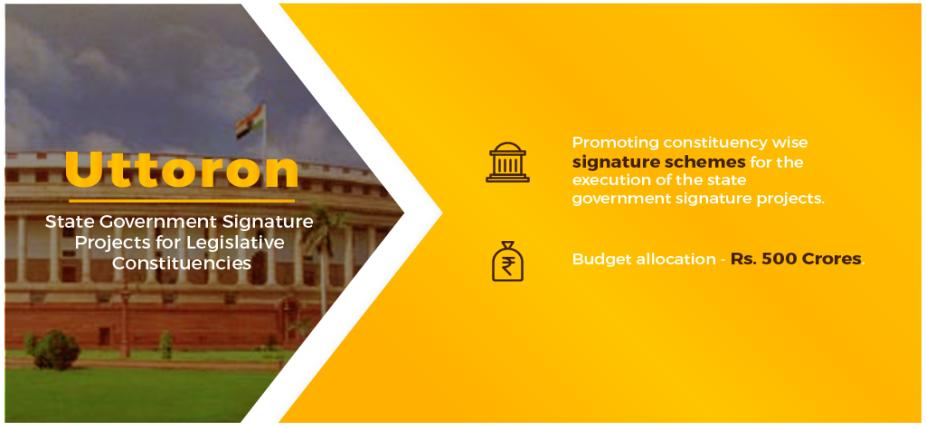 Uttoron
State Government Signature
Projects for Legislative
Constituencies
Promoting constituency wise
signature schemes for the
execution of the state
government signature projects.
₹
Budget allocation - Rs. 500 Crores.